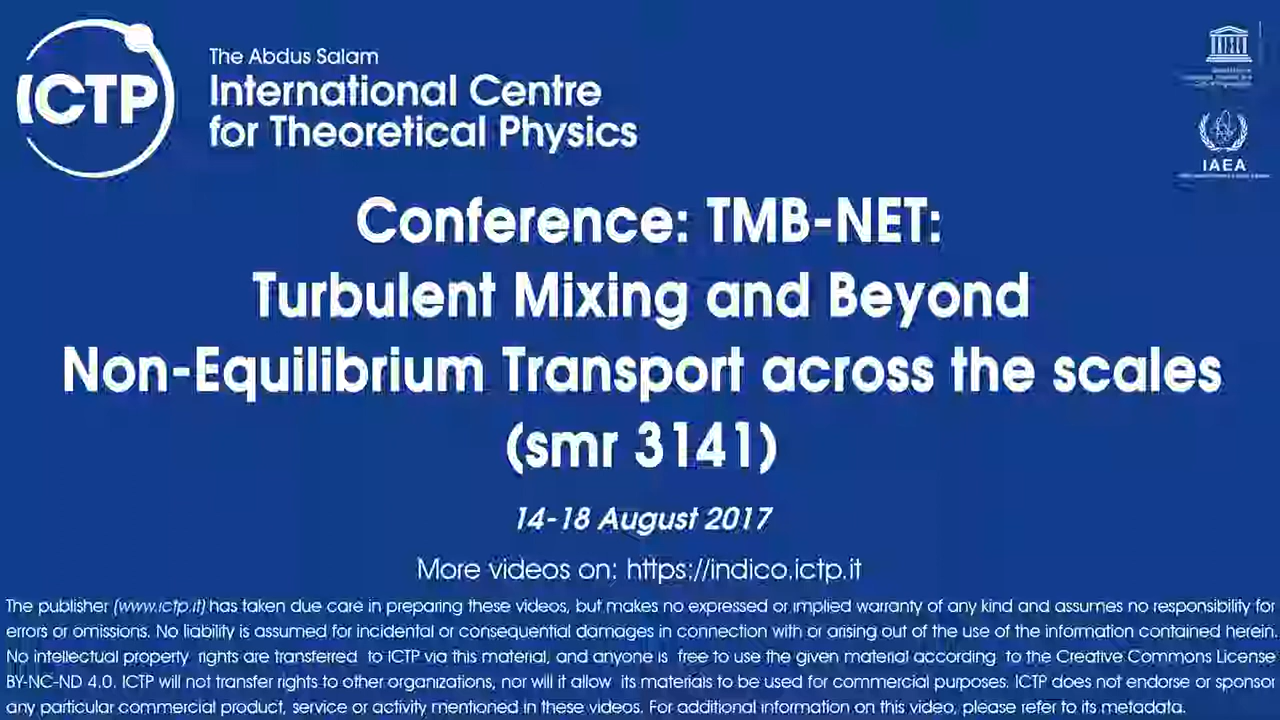 ICTP
The Abdus Salam
International Centre
for Theoretical Physics
IAEA
Conference: TMB-NET:
Turbulent Mixing and Beyond
Non-Equilibrium Transport across the scales
(smr 3141)
14-18 August 2017
More videos on: https://indico.ictp.it
The publisher (www.ictp.it) has taken due care in preparing these videos, but makes no expressed or implied warranty of any kind and assumes no responsibility for
errors or omissions. No liability is assumed for incidental or consequential damages in connection with or arising out of the use of the information contained herein.
No intellectual property rights are transferred to ICTP via this material, and anyone is free to use the given material according to the Creative Commons License
BY-NC-ND 4.0. ICTP will not transfer rights to other organizations, nor will it allow its materials to be used for commercial purposes. ICTP does not endorse or sponsor
any particular commercial product, service or activity mentioned in these videos. For additional information on this video, please refer to its metadata.